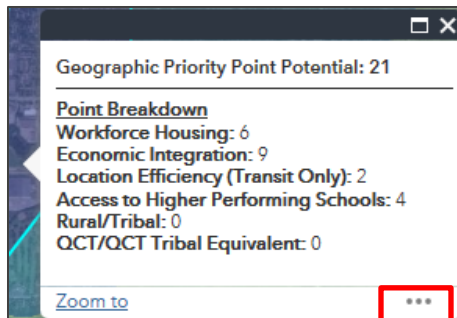 Geographic Priority Point Potential: 21
Point Breakdown
Workforce Housing: 6
Economic Integration: 9
Location Efficiency (Transit Only): 2
Access to Higher Performing Schools: 4
Rural/Tribal: 0
QCT/QCT Tribal Equivalent: 0
Zoom to